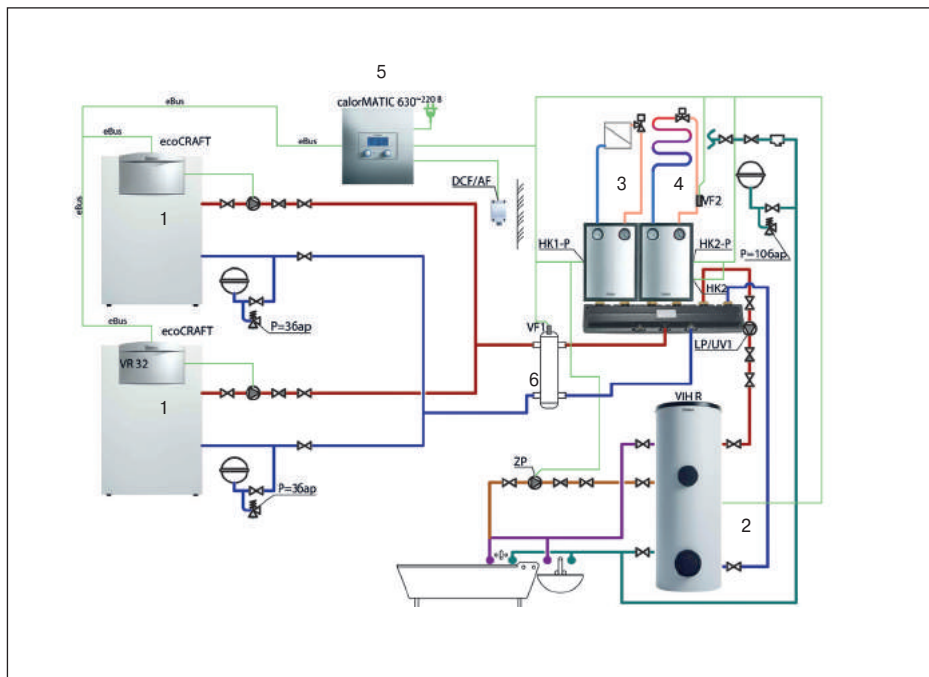 5
calorMATIC 630 ~220 В
eBus
eBus
eBus
ecoCRAFT
1
DCF/AF
3
4
VF2
HK1-P
HK2-P
HK2
P=10бар
P=3бар
eBus
ecoCRAFT
VR 32
1
VF1
LP/UV1
6
VIH R
P=3бар
ZP
2